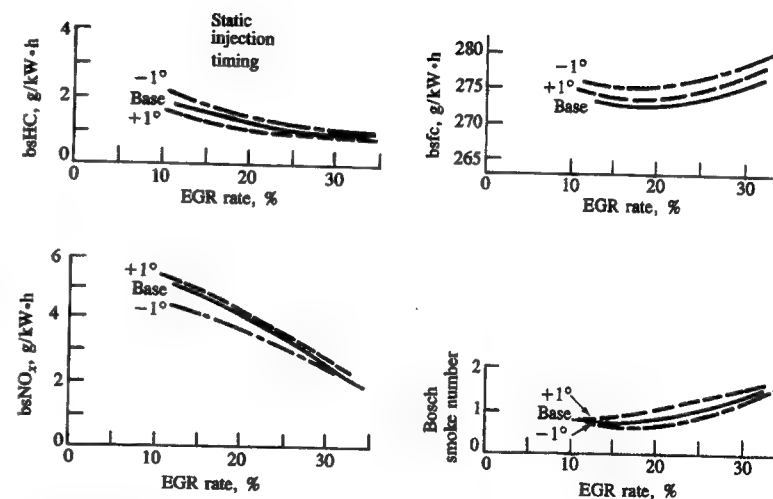 Static
injection
timing
bsHC, g/kW•h
4
2
0
−1°
Base
+1°
0 10 20 30
EGR rate, %
bsfc, g/kW•h
280
275
270
265
−1°
+1°
Base
0 10 20 30
EGR rate, %
bsNOx, g/kW•h
6
4
2
0
+1°
Base
−1°
0 10 20 30
EGR rate, %
Bosch
smoke number
2
1
0
+1°
Base
−1°
0 10 20 30
EGR rate, %